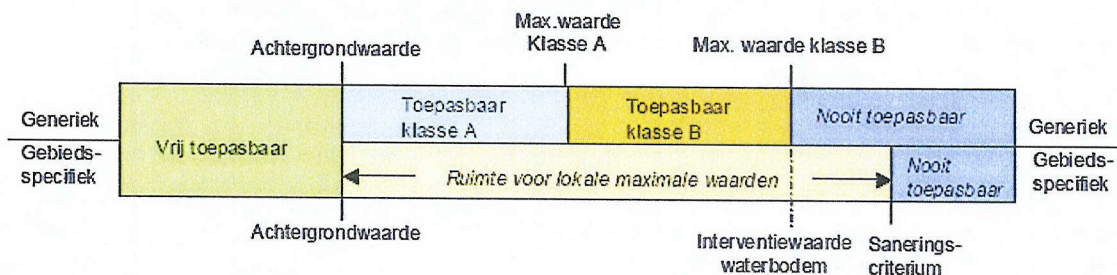 Max.waarde
Klasse A
Achtergrondwaarde
Max. waarde klasse B
Generiek
Toepasbaar
klasse A
Toepasbaar
klasse B
Nooit toepasbaar
Generiek
Vrij toepasbaar
Gebieds-
specifiek
Ruimte voor lokale maximale waarden
Nooit
toepasbaar
Gebieds-
specifiek
Achtergrondwaarde
Interventiewaarde
waterbodem
Sanerings-
criterium